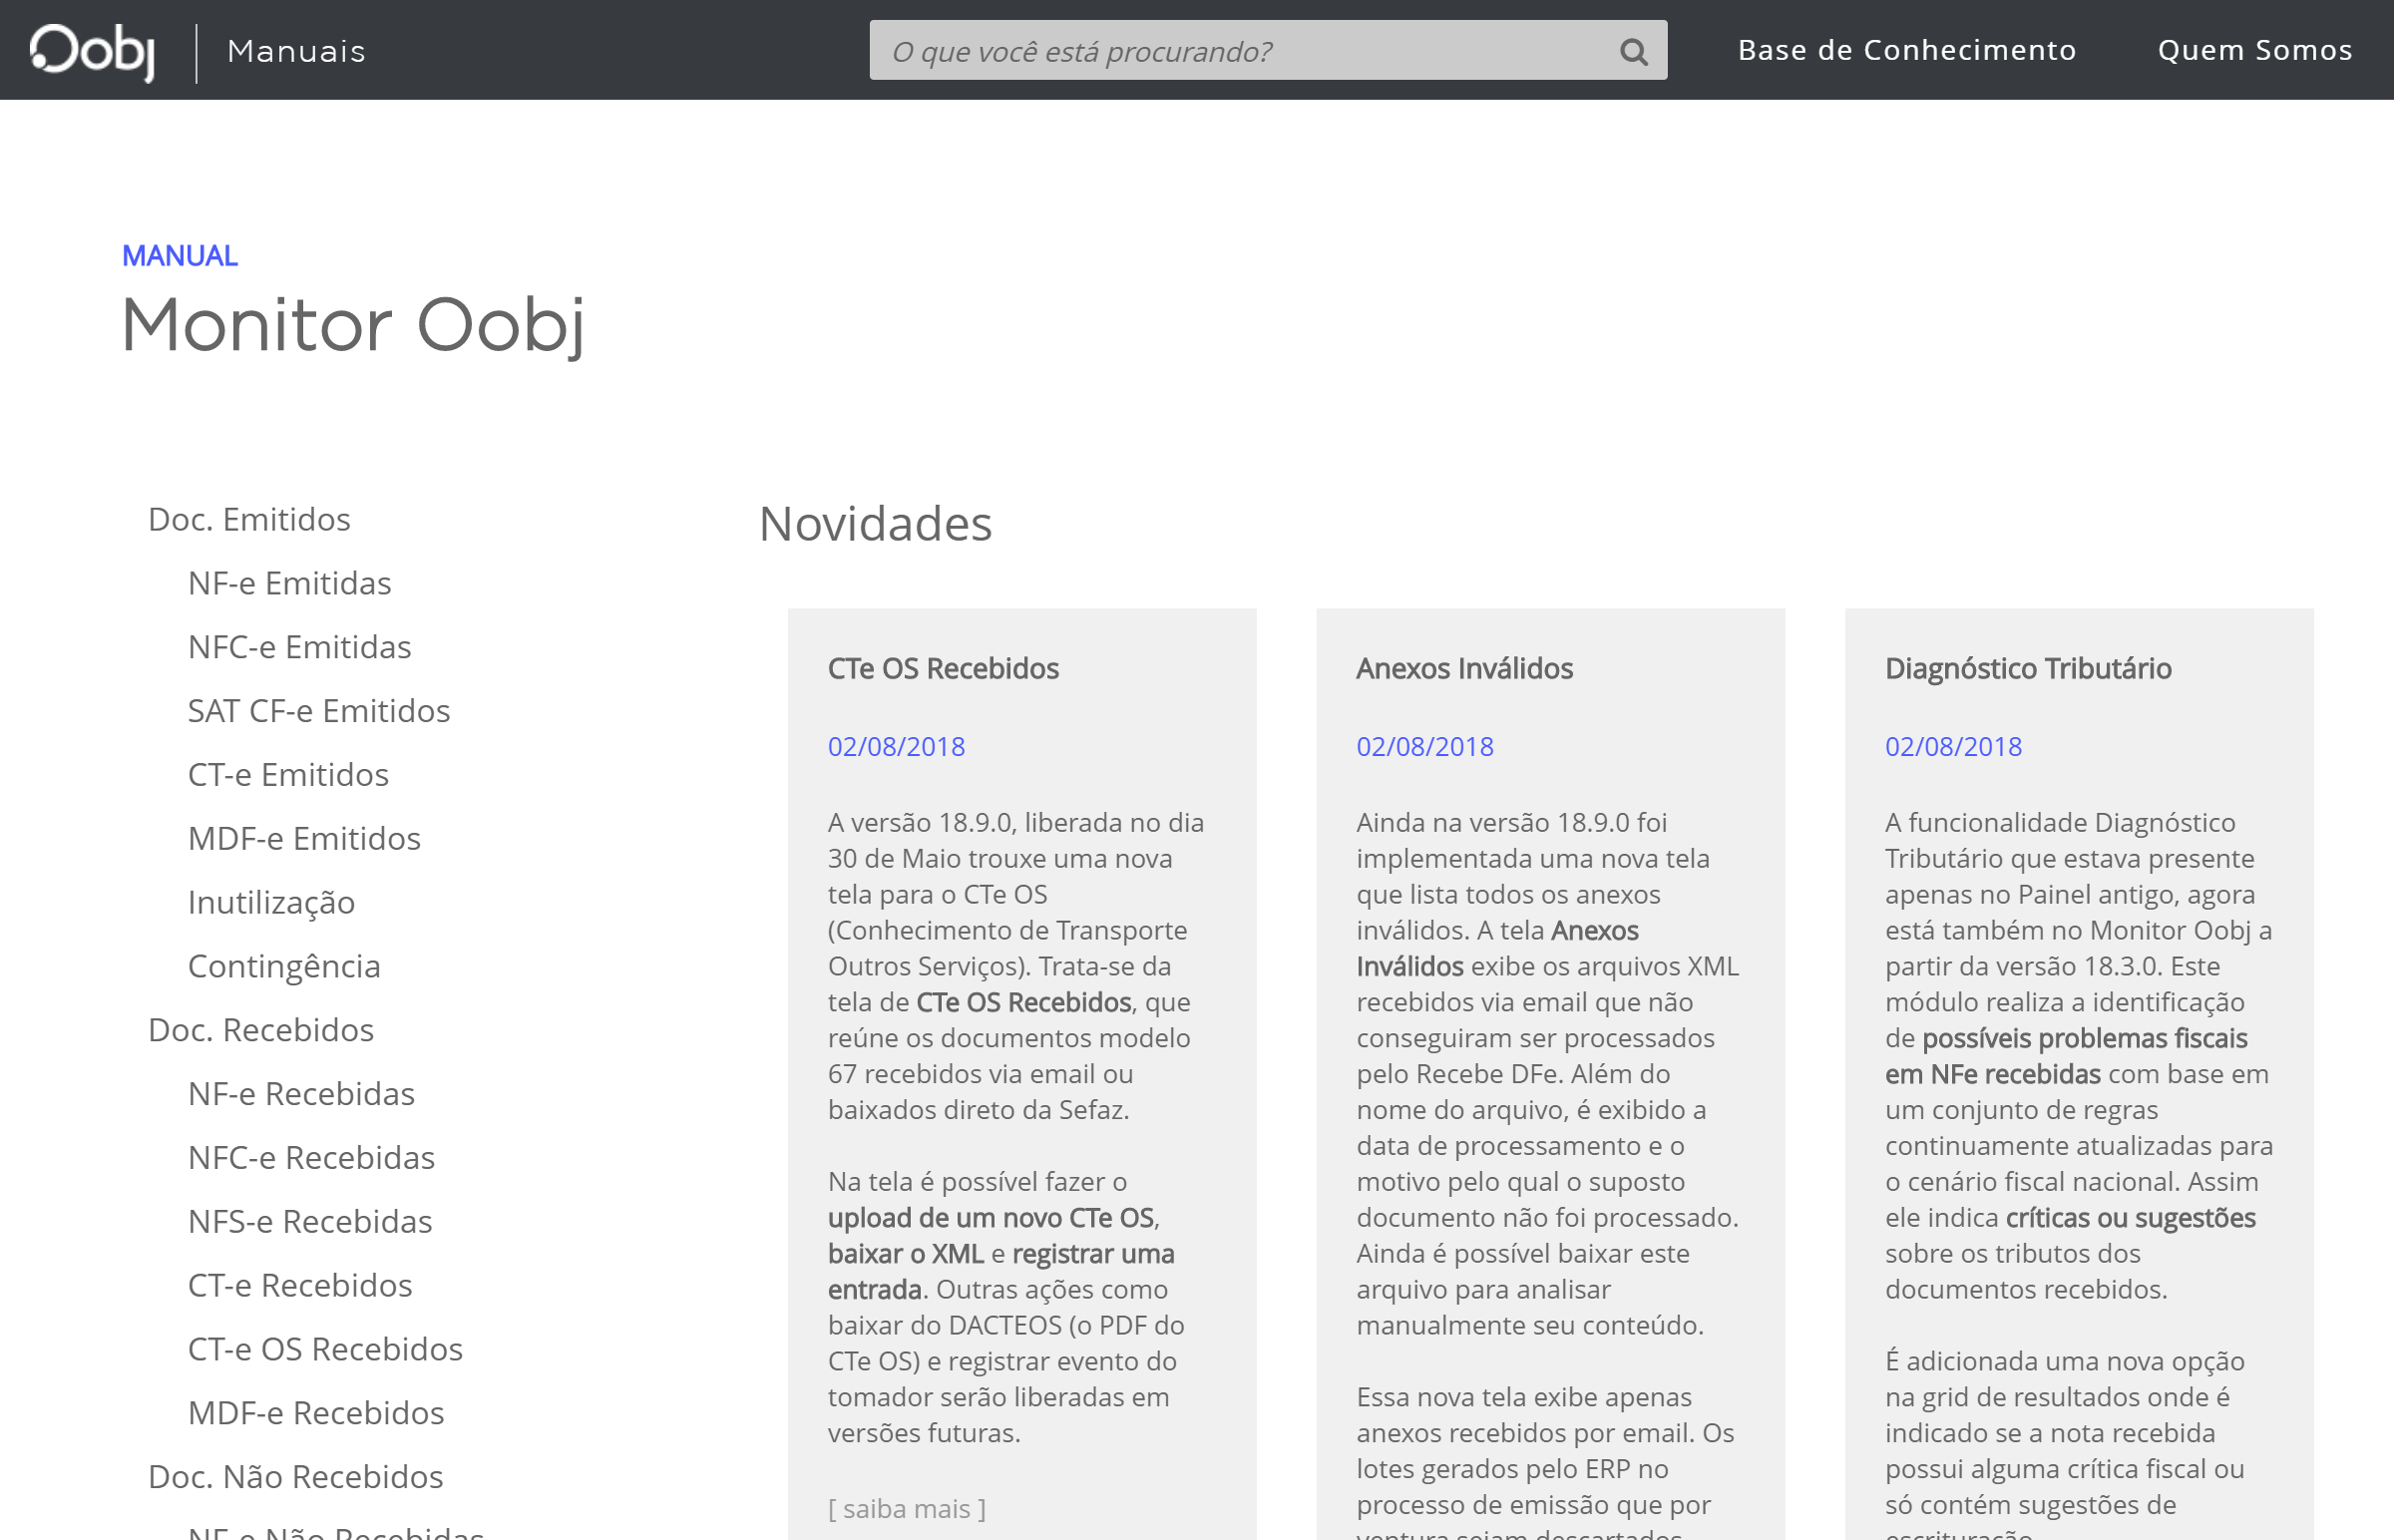 Oobj
Manuais
O que você está procurando?
Base de Conhecimento
Quem Somos
MANUAL
Monitor Oobj
Doc. Emitidos
NF-e Emitidas
NFC-e Emitidas
SAT CF-e Emitidos
CT-e Emitidos
MDF-e Emitidos
Inutilização
Contingência
Doc. Recebidos
NF-e Recebidas
NFC-e Recebidas
NFS-e Recebidas
CT-e Recebidos
CT-e OS Recebidos
MDF-e Recebidos
Doc. Não Recebidos
NF-e Não Recebidas
Novidades
CTe OS Recebidos
02/08/2018
A versão 18.9.0, liberada no dia
30 de Maio trouxe uma nova
tela para o CTe OS
(Conhecimento de Transporte
Outros Serviços). Trata-se da
tela de CTe OS Recebidos, que
reúne os documentos modelo
67 recebidos via email ou
baixados direto da Sefaz.
Na tela é possível fazer o
upload de um novo CTe OS,
baixar o XML e registrar uma
entrada. Outras ações como
baixar do DACTEOS (o PDF do
CTe OS) e registrar evento do
tomador serão liberadas em
versões futuras.
[ saiba mais ]
Anexos Inválidos
02/08/2018
Ainda na versão 18.9.0 foi
implementada uma nova tela
que lista todos os anexos
inválidos. A tela Anexos
Inválidos exibe os arquivos XML
recebidos via email que não
conseguiram ser processados
pelo Recebe DFe. Além do
nome do arquivo, é exibido a
data de processamento e o
motivo pelo qual o suposto
documento não foi processado.
Ainda é possível baixar este
arquivo para analisar
manualmente seu conteúdo.
Essa nova tela exibe apenas
anexos recebidos por email. Os
lotes gerados pelo ERP no
processo de emissão que por
ventura sejam descartados
Diagnóstico Tributário
02/08/2018
A funcionalidade Diagnóstico
Tributário que estava presente
apenas no Painel antigo, agora
está também no Monitor Oobj a
partir da versão 18.3.0. Este
módulo realiza a identificação
de possíveis problemas fiscais
em NFe recebidas com base em
um conjunto de regras
continuamente atualizadas para
o cenário fiscal nacional. Assim
ele indica críticas ou sugestões
sobre os tributos dos
documentos recebidos.
É adicionada uma nova opção
na grid de resultados onde é
indicado se a nota recebida
possui alguma crítica fiscal ou
só contém sugestões de
escrituração.